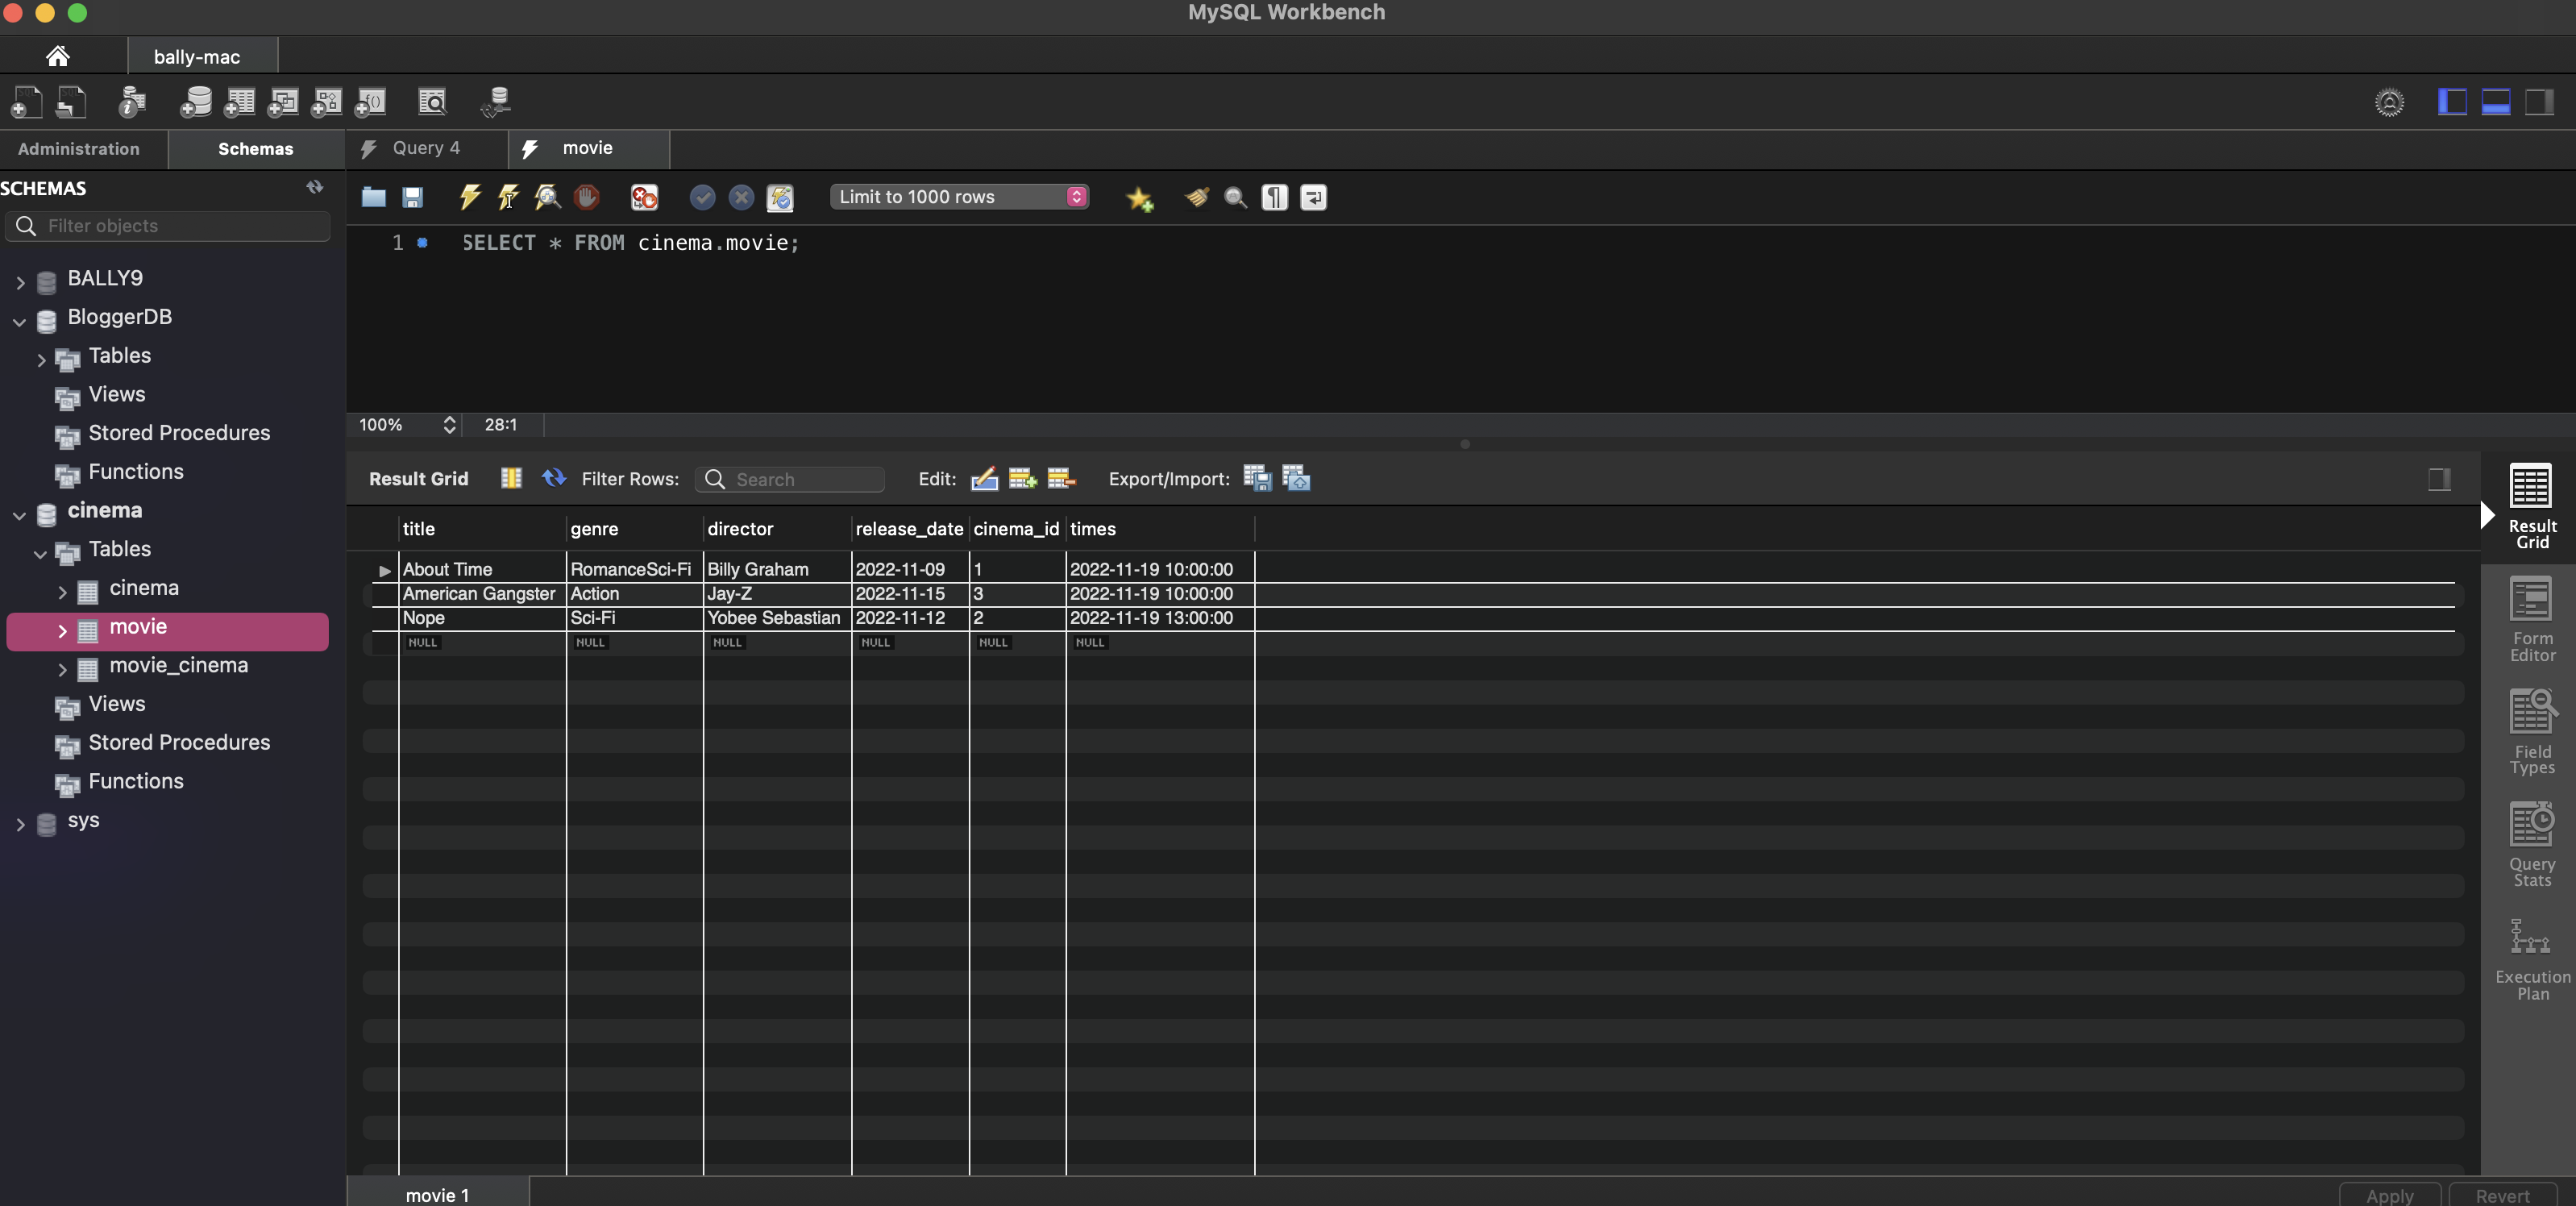 MySQL Workbench
bally-mac
Administration Schemas Query 4 movie
SCHEMAS
Limit to 1000 rows
Filter objects
1 SELECT * FROM cinema.movie;
BALLY9
BloggerDB
Tables
Views
Stored Procedures
Functions
cinema
Tables
cinema
movie
movie_cinema
Views
Stored Procedures
Functions
sys
100% 28:1
Result Grid Filter Rows: Search Edit: Export/Import:
title genre director release_date cinema_id times
About Time RomanceSci-Fi Billy Graham 2022-11-09 1 2022-11-19 10:00:00
American Gangster Action Jay-Z 2022-11-15 3 2022-11-19 10:00:00
Nope Sci-Fi Yobee Sebastian 2022-11-12 2 2022-11-19 13:00:00
NULL NULL NULL NULL NULL NULL
Result
Grid
Form
Editor
Field
Types
Query
Stats
Execution
Plan
movie 1 Apply Revert